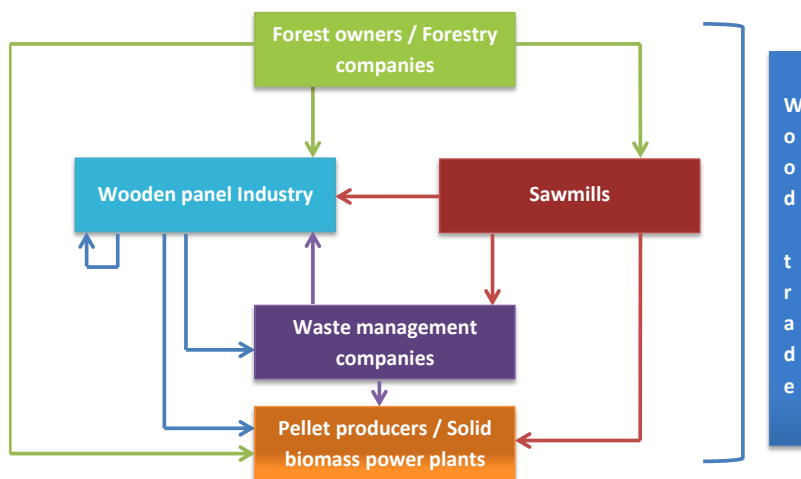 Forest owners / Forestry
companies
Wooden panel Industry
Sawmills
Waste management
companies
Pellet producers / Solid
biomass power plants
W
o
o
d
t
r
a
d
e